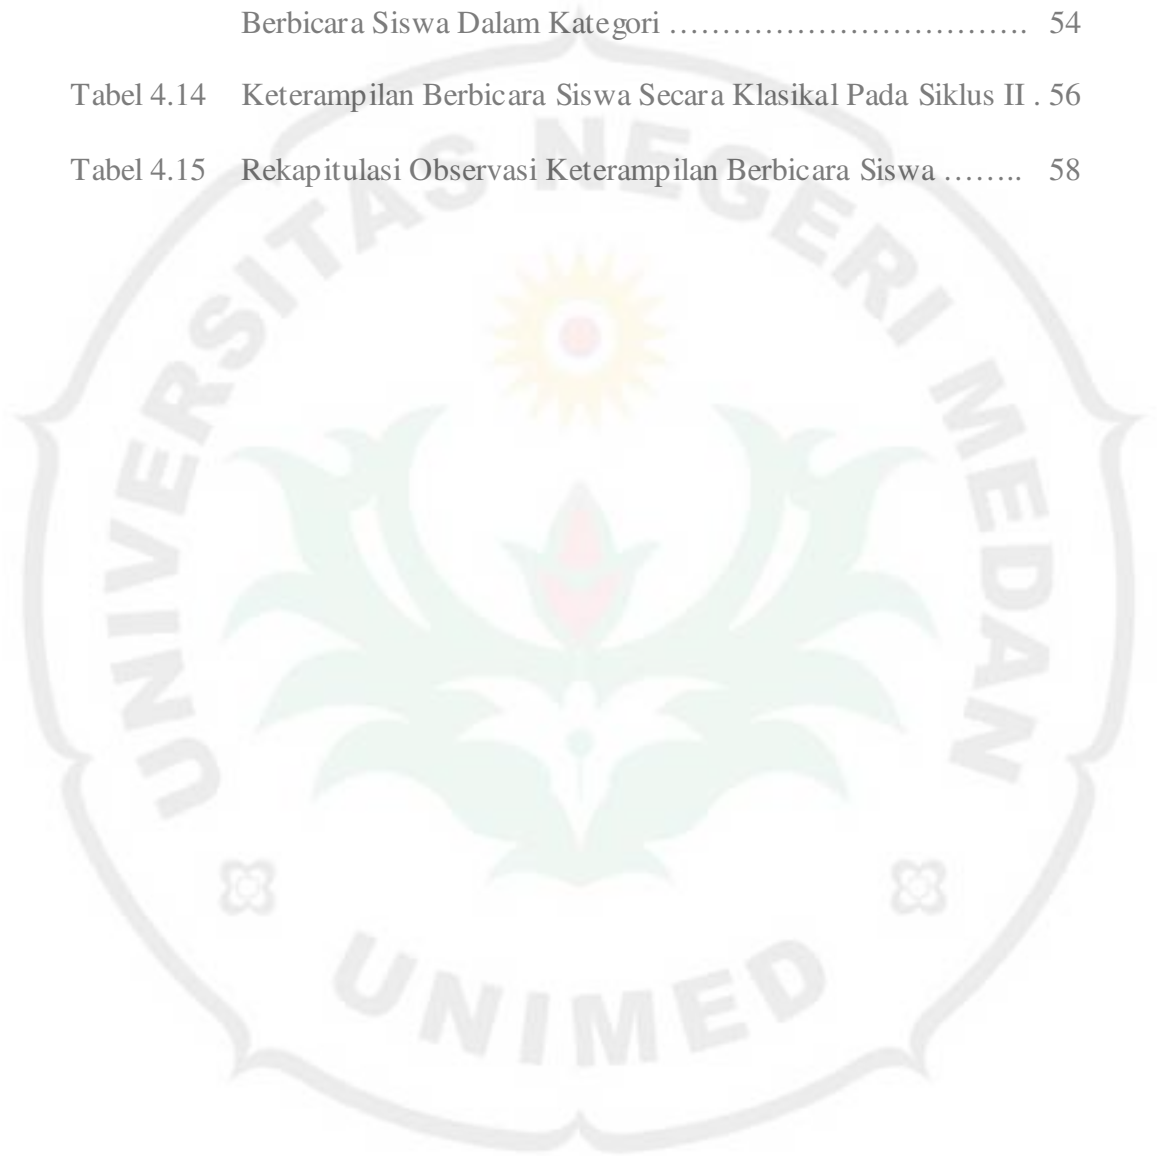 Berbicara Siswa Dalam Kategori ……………………………. 54
Tabel 4.14 Keterampilan Berbicara Siswa Secara Klasikal Pada Siklus II . 56
Tabel 4.15 Rekapitulasi Observasi Keterampilan Berbicara Siswa …….. 58
UNIVERSITAS NEGERI MEDAN
UNIMED